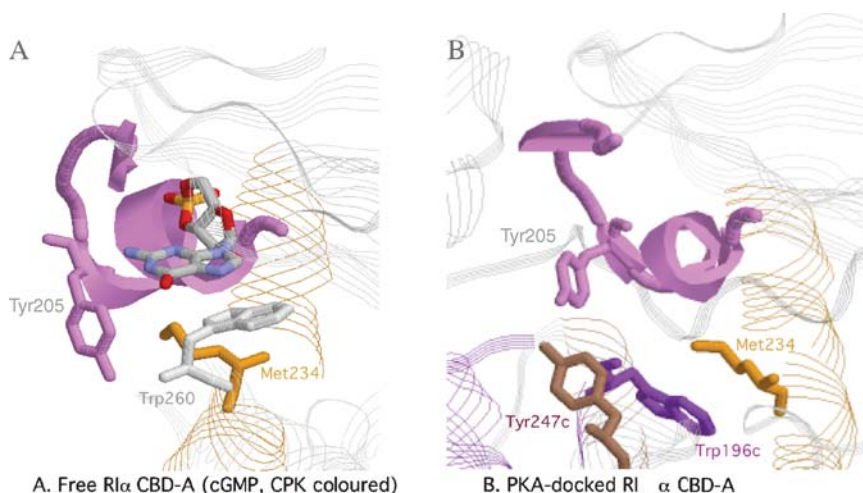 A
B
Tyr205
Met234
Trp260
Tyr205
Met234
Tyr247c
Trp196c
A. Free RIα CBD-A (cGMP, CPK coloured)
B. PKA-docked RI α CBD-A